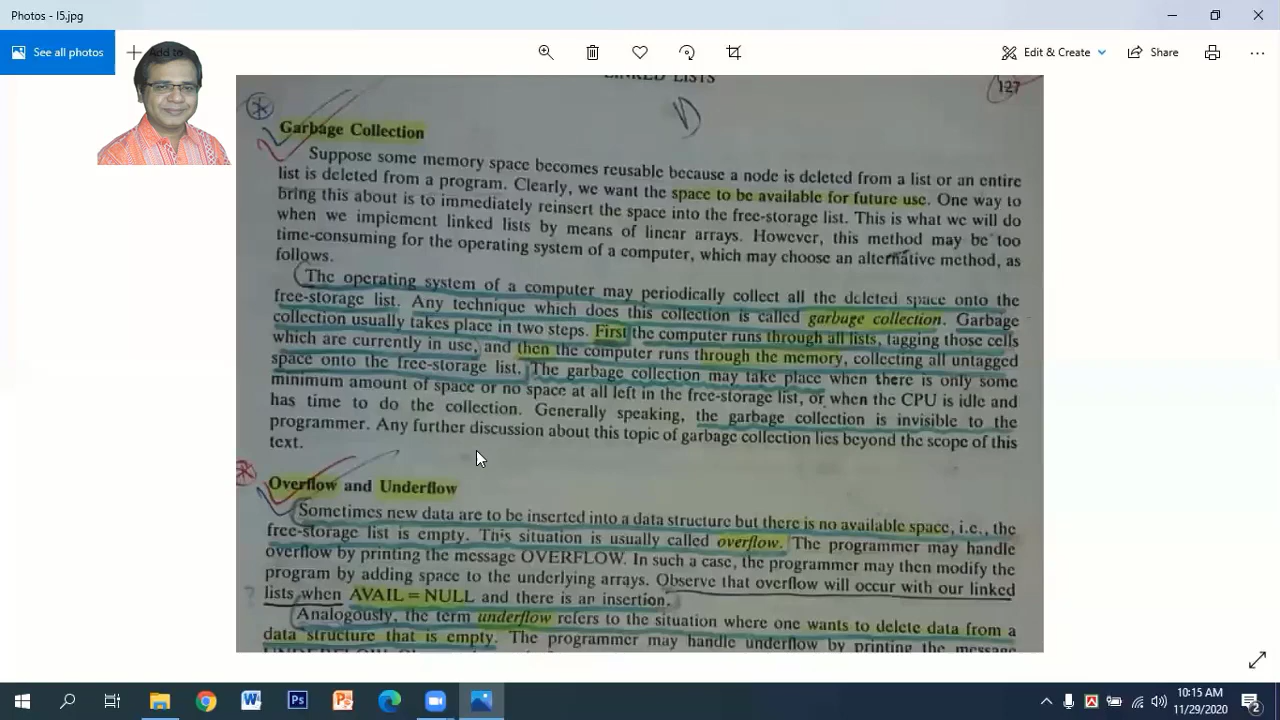 Photos - I5.jpg
See all photos
Add to
Edit & Create
Share
LINKED LISTS
127
Garbage Collection
Suppose some memory space becomes reusable because a node is deleted from a list or an entire
list is deleted from a program. Clearly, we want the space to be available for future use. One way to
bring this about is to immediately reinsert the space into the free-storage list. This is what we will do
when we implement linked lists by means of linear arrays. However, this method may be too
time-consuming for the operating system of a computer, which may choose an alternative method, as
follows.
The operating system of a computer may periodically collect all the deleted space onto the
free-storage list. Any technique which does this collection is called garbage collection. Garbage
collection usually takes place in two steps. First the computer runs through all lists, tagging those cells
which are currently in use, and then the computer runs through the memory, collecting all untagged
space onto the free-storage list. The garbage collection may take place when there is only some
minimum amount of space or no space at all left in the free-storage list, or when the CPU is idle and
has time to do the collection. Generally speaking, the garbage collection is invisible to the
programmer. Any further discussion about this topic of garbage collection lies beyond the scope of this
text.
Overflow and Underflow
Sometimes new data are to be inserted into a data structure but there is no available space, i.e., the
free-storage list is empty. This situation is usually called overflow. The programmer may handle
overflow by printing the message OVERFLOW. In such a case, the programmer may then modify the
program by adding space to the underlying arrays. Observe that overflow will occur with our linked
lists when AVAIL = NULL and there is an insertion.
Analogously, the term underflow refers to the situation where one wants to delete data from a
data structure that is empty. The programmer may handle underflow by printing the message
10:15 AM
11/29/2020
2